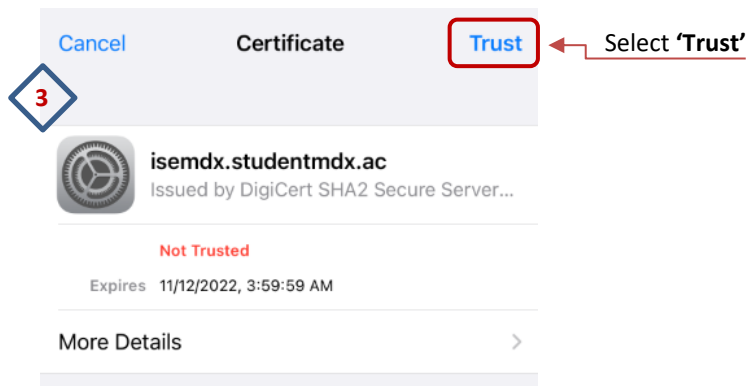 Cancel Certificate Trust Select 'Trust'
3
isemdx.studentmdx.ac
Issued by DigiCert SHA2 Secure Server...
Not Trusted
Expires 11/12/2022, 3:59:59 AM
More Details